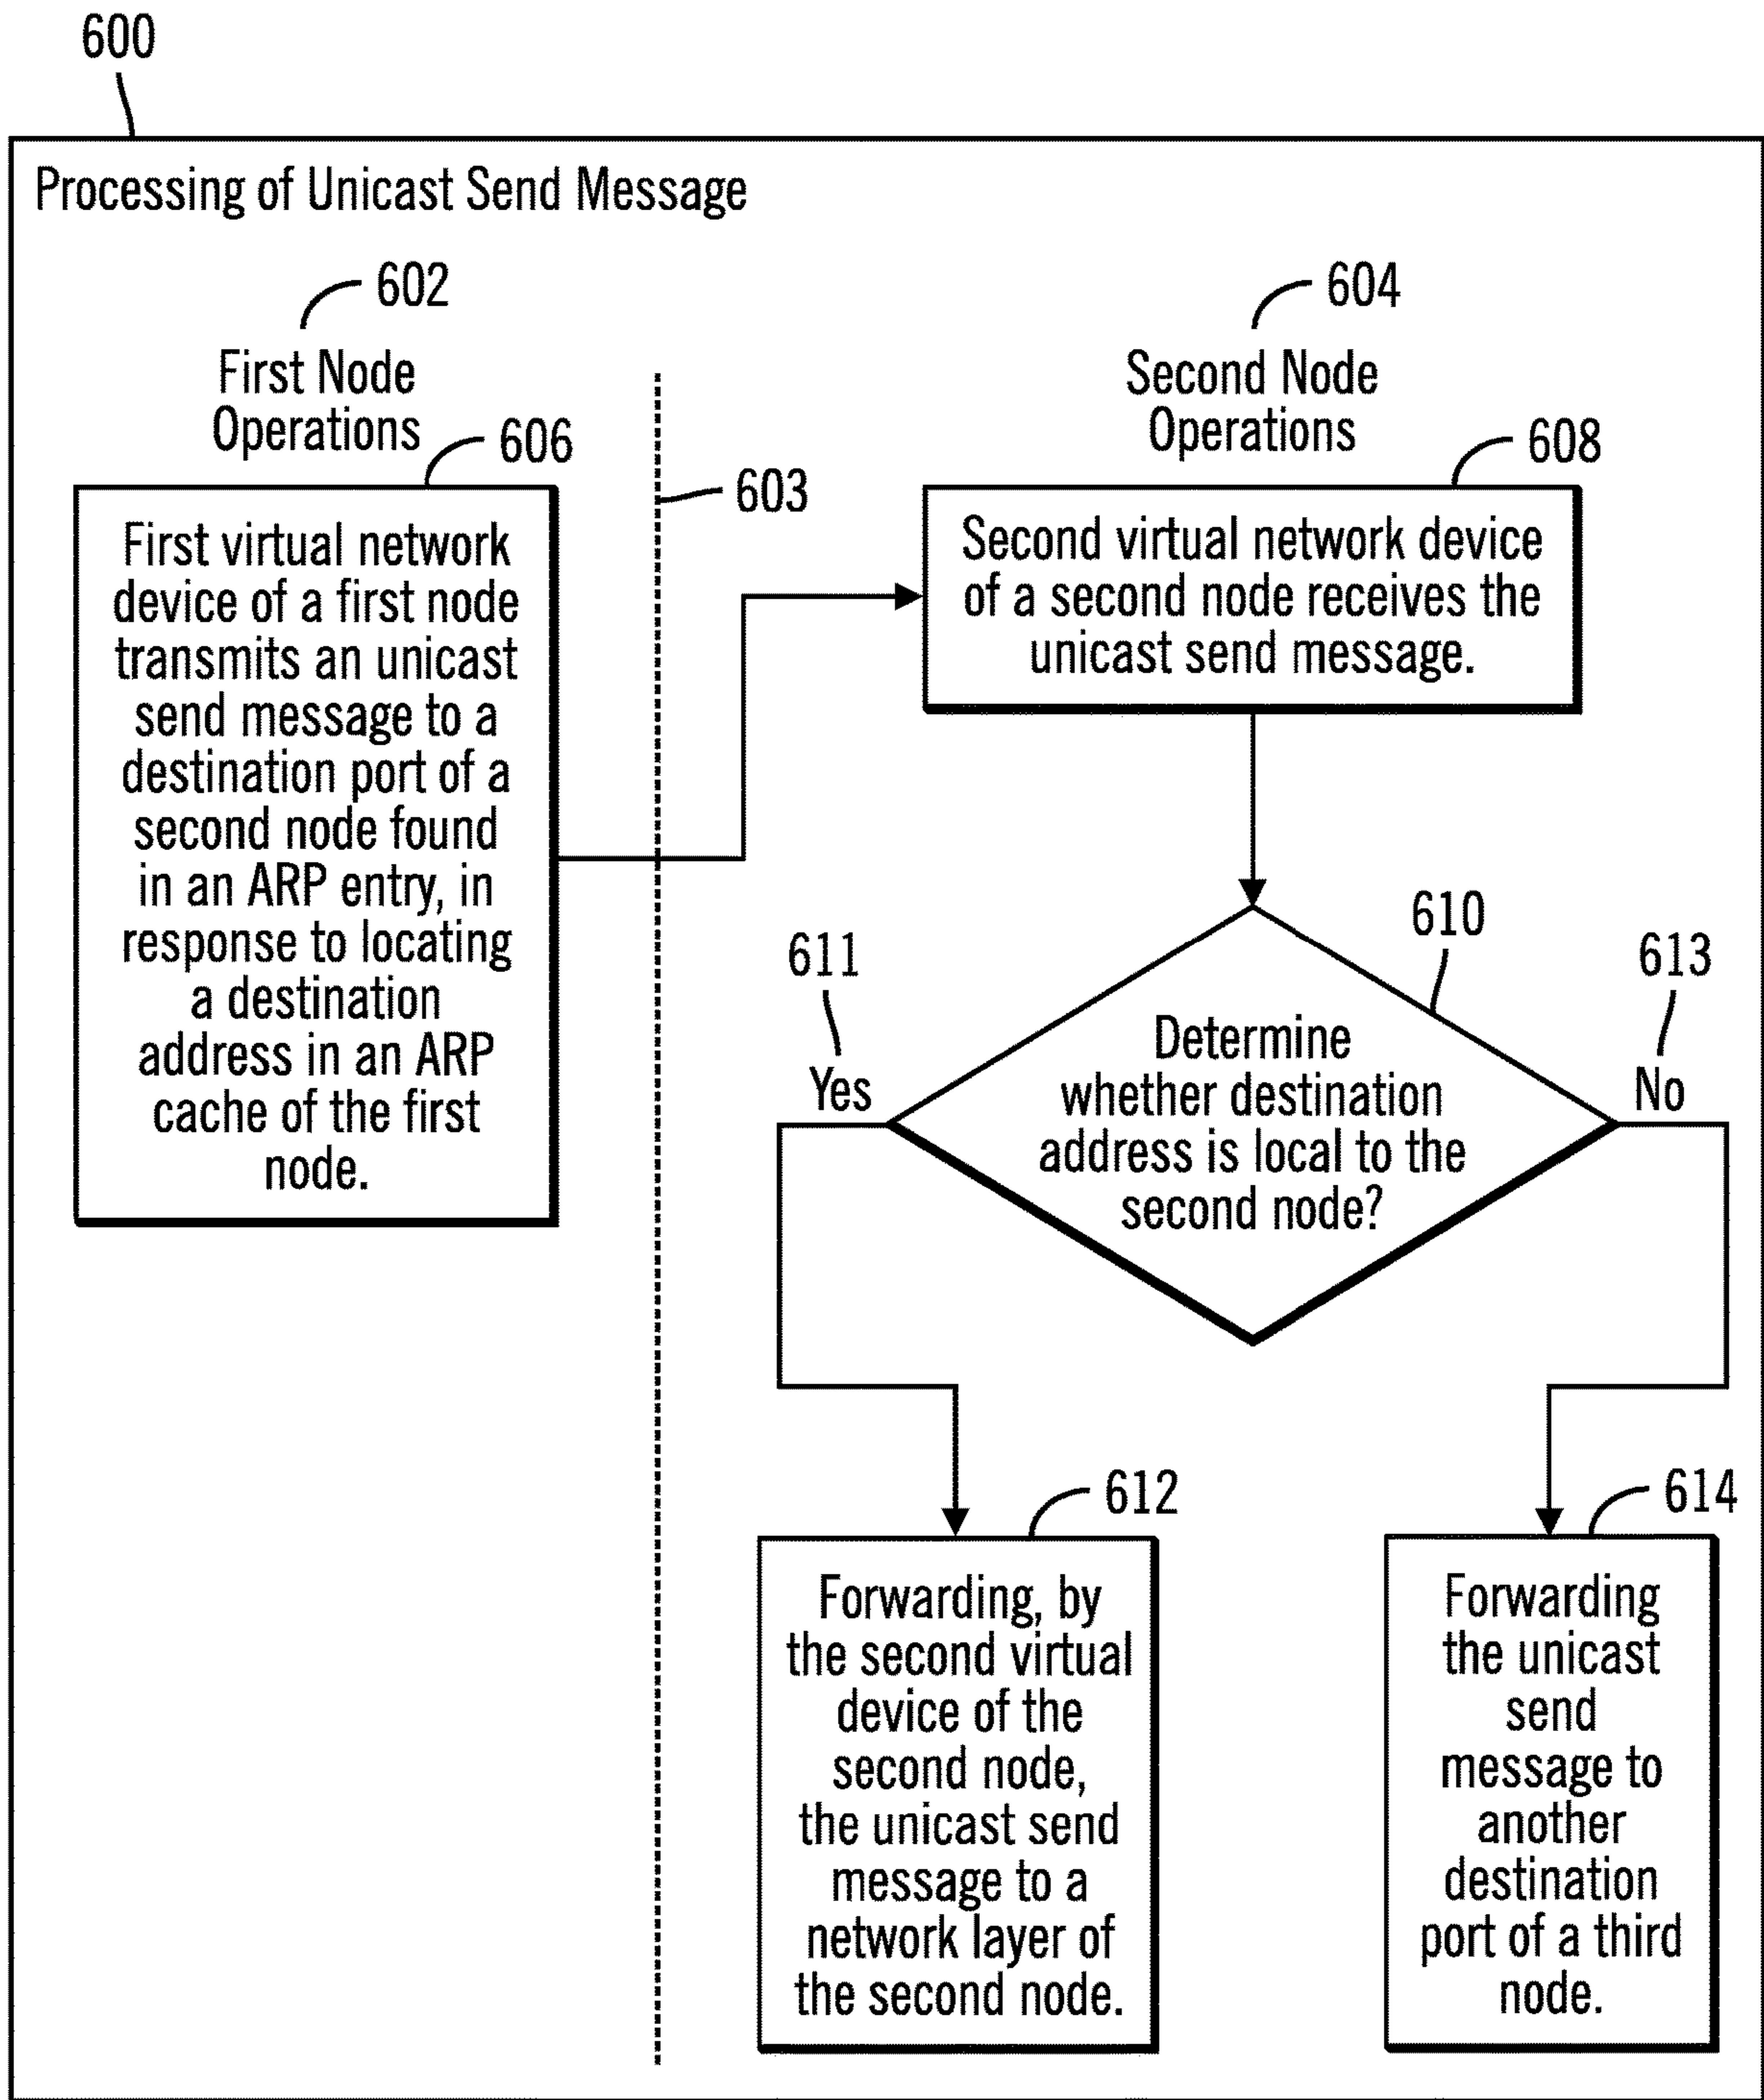 600
Processing of Unicast Send Message
602
First Node
Operations
604
Second Node
Operations
606
First virtual network
device of a first node
transmits an unicast
send message to a
destination port of a
second node found
in an ARP entry, in
response to locating
a destination
address in an ARP
cache of the first
node.
603
608
Second virtual network device
of a second node receives the
unicast send message.
610
Determine
whether destination
address is local to the
second node?
611
Yes
613
No
612
Forwarding, by
the second virtual
device of the
second node,
the unicast send
message to a
network layer of
the second node.
614
Forwarding
the unicast
send
message to
another
destination
port of a third
node.